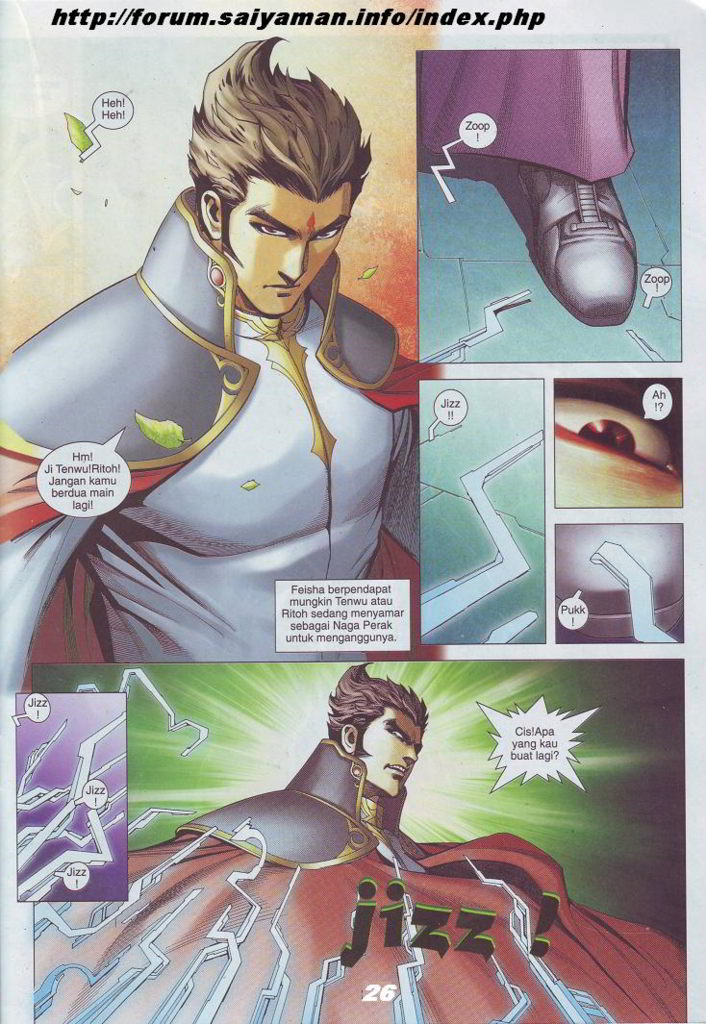 http://forum.saiyaman.info/index.php
Heh!
Heh!
Zoop
!
Zoop
!
Hm!
Ji Tenwu!Ritoh!
Jangan kamu
berdua main
lagi!
Feisha berpendapat
mungkin Tenwu atau
Ritoh sedang menyamar
sebagai Naga Perak
untuk menganggunya.
Jizz
!!
Ah
!?
Pukk
!
Jizz
!
Jizz
!
Jizz
!
Cis!Apa
yang kau
buat lagi?
jizz !
26